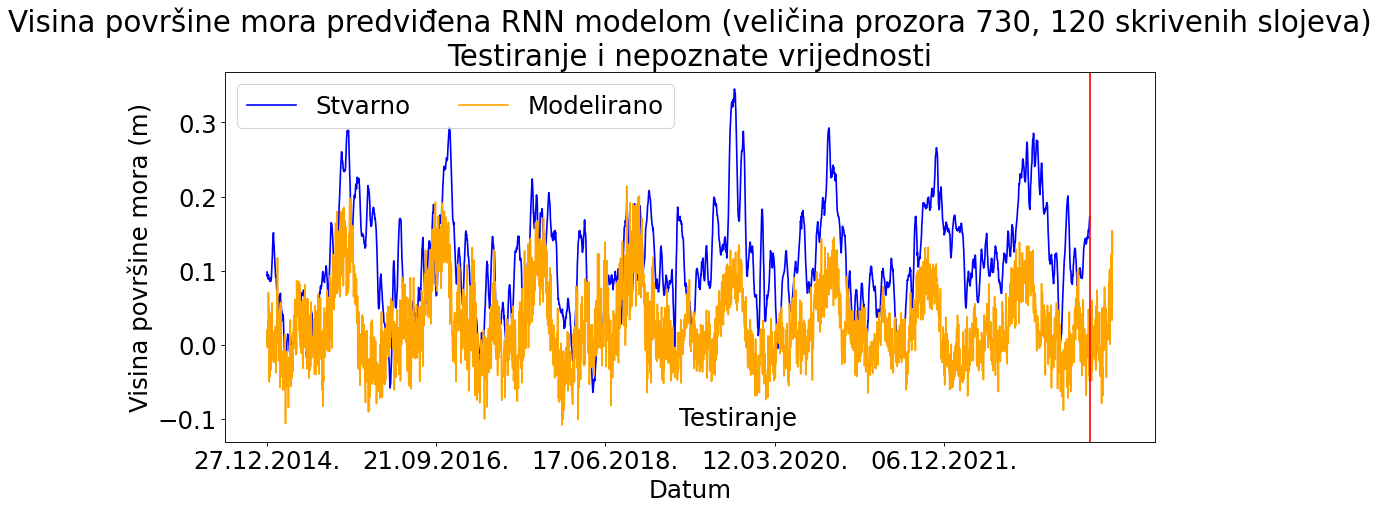 Visina površine mora predviđena RNN modelom (veličina prozora 730, 120 skrivenih slojeva)
Testiranje i nepoznate vrijednosti
Stvarno Modelirano
Visina površine mora (m)
0.3
0.2
0.1
0.0
−0.1
Testiranje
27.12.2014. 21.09.2016. 17.06.2018. 12.03.2020. 06.12.2021.
Datum